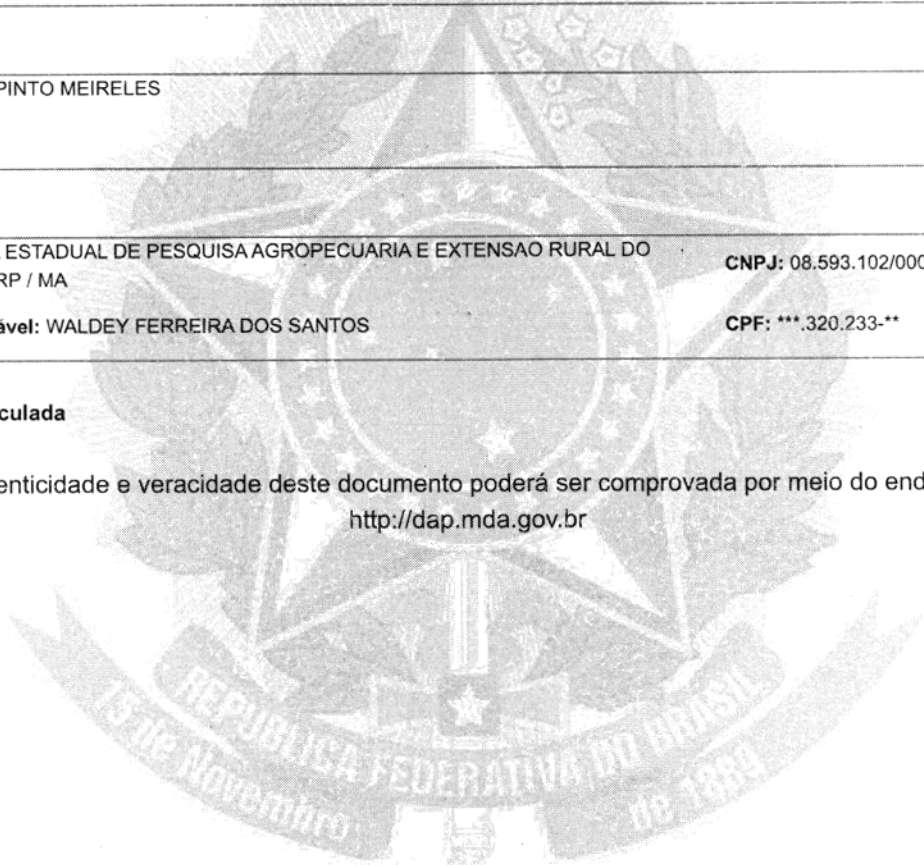 PINTO MEIRELES
ESTADUAL DE PESQUISA AGROPECUARIA E EXTENSAO RURAL DO
CNPJ: 08.593.102/000
RP / MA
ável: WALDEY FERREIRA DOS SANTOS
CPF: ***.320.233-**
culada
enticidade e veracidade deste documento poderá ser comprovada por meio do end
http://dap.mda.gov.br
REPUBLICA FEDERATIVA DO BRASIL
15 de Novembro
de 1889